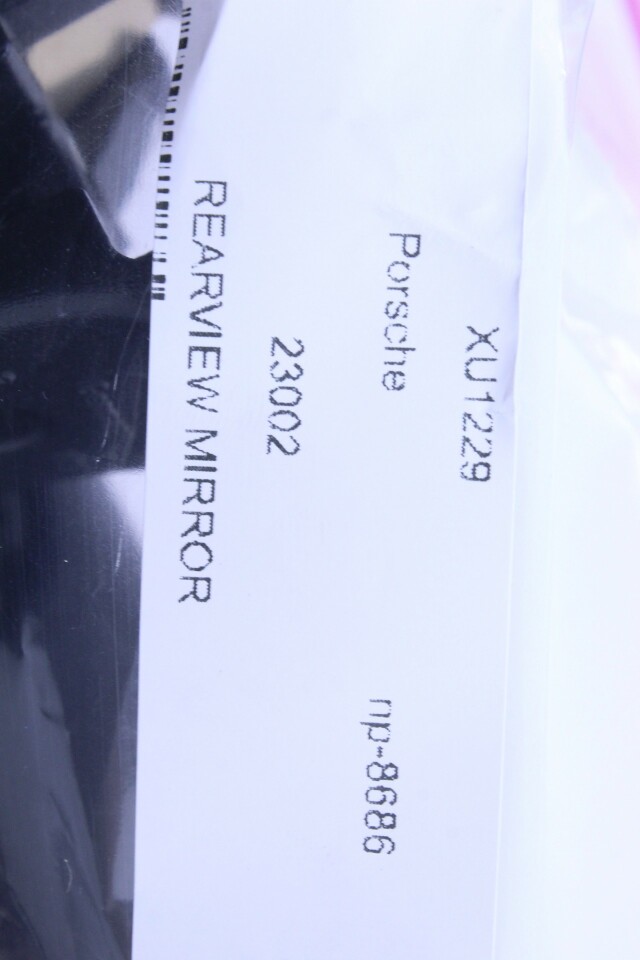 XU1229
Porsche np-8686
23002
REARVIEW MIRROR